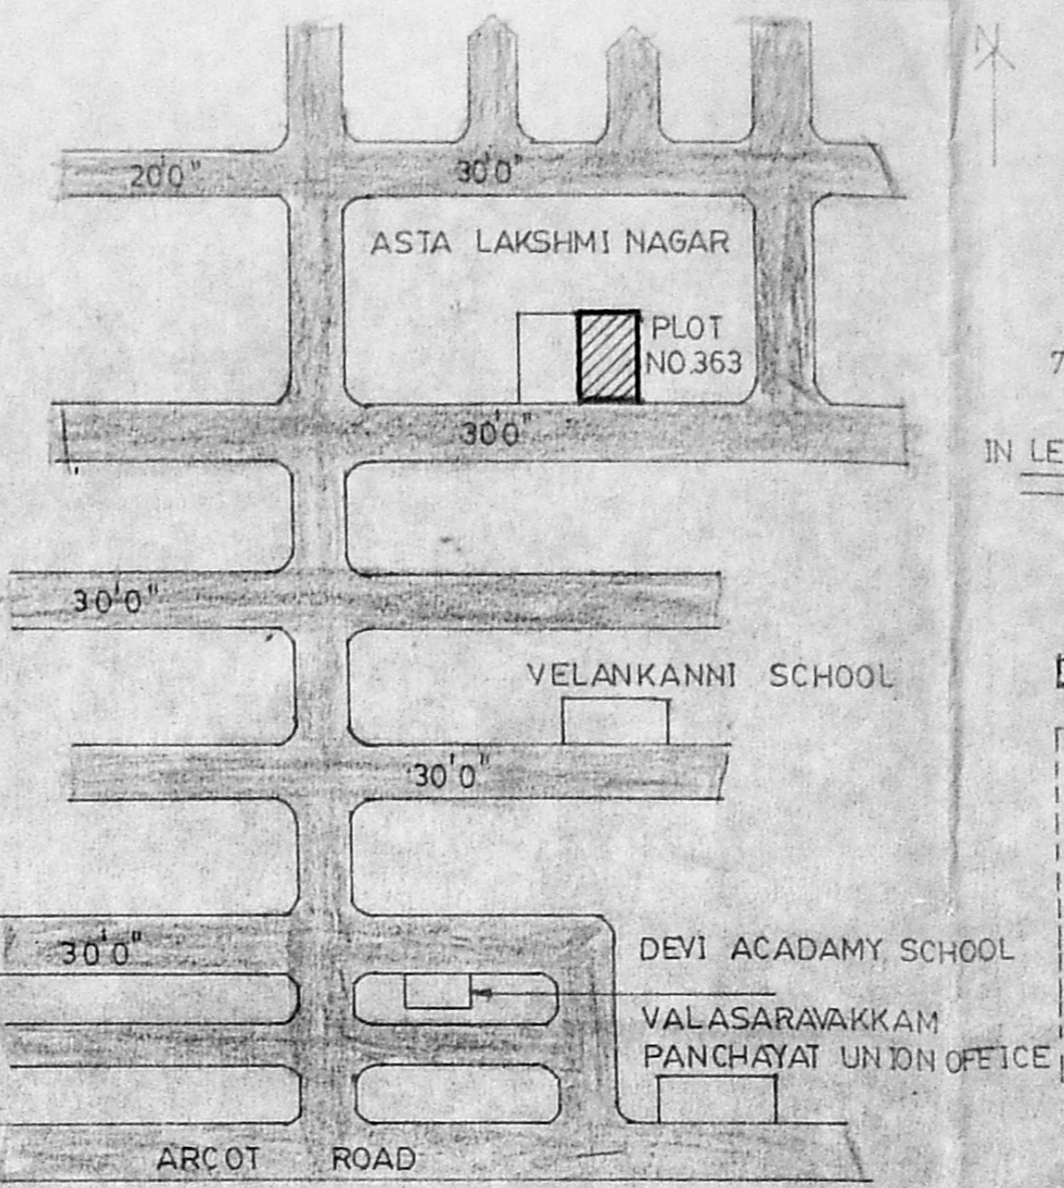 N
20'0"
30'0"
ASTA LAKSHMI NAGAR
PLOT
NO.363
7
30'0"
IN LE
30'0"
VELANKANNI SCHOOL
30'0"
30'0"
DEVI ACADAMY SCHOOL
VALASARAVAKKAM
PANCHAYAT UNION OFFICE
ARCOT ROAD